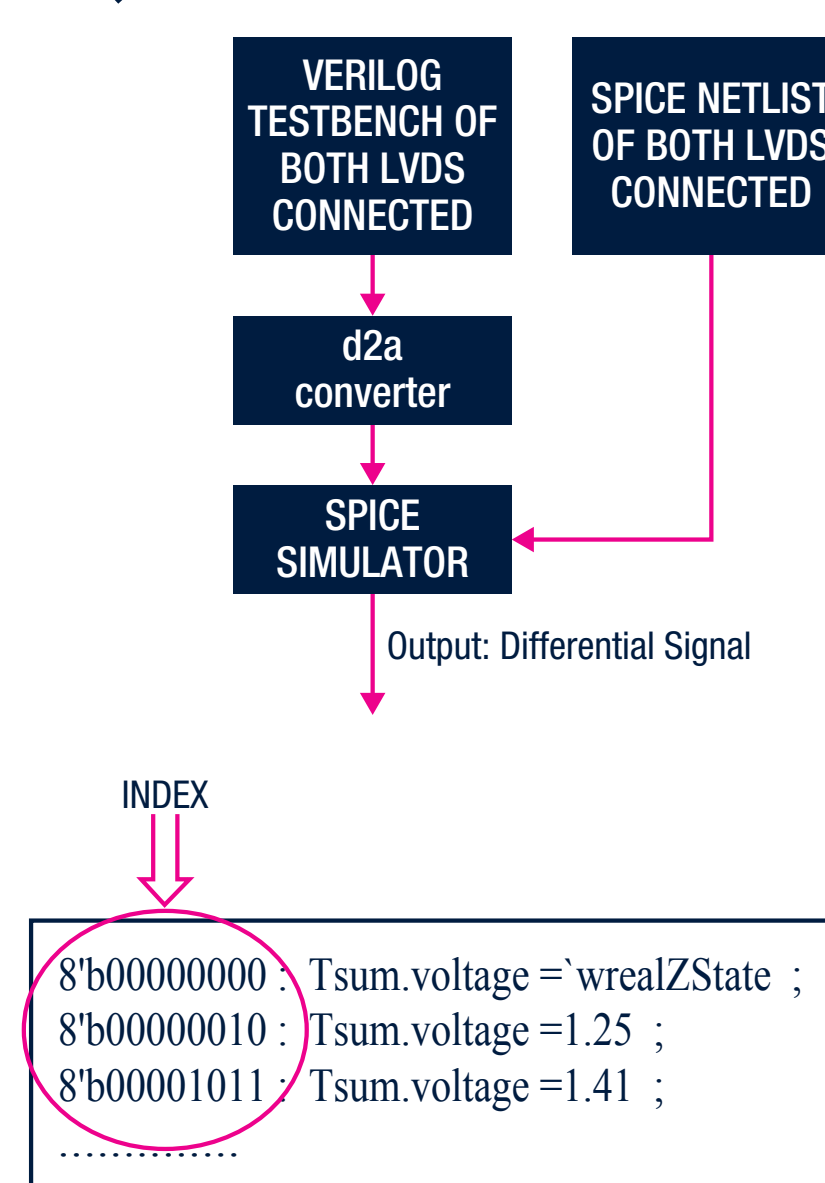 VERILOG
TESTBENCH OF
BOTH LVDS
CONNECTED
SPICE NETLIST
OF BOTH LVDS
CONNECTED
d2a
converter
SPICE
SIMULATOR
Output: Differential Signal
INDEX
8'b00000000 : Tsum.voltage =`wrealZState ;
8'b00000010 : Tsum.voltage =1.25 ;
8'b00001011 : Tsum.voltage =1.41 ;
..............